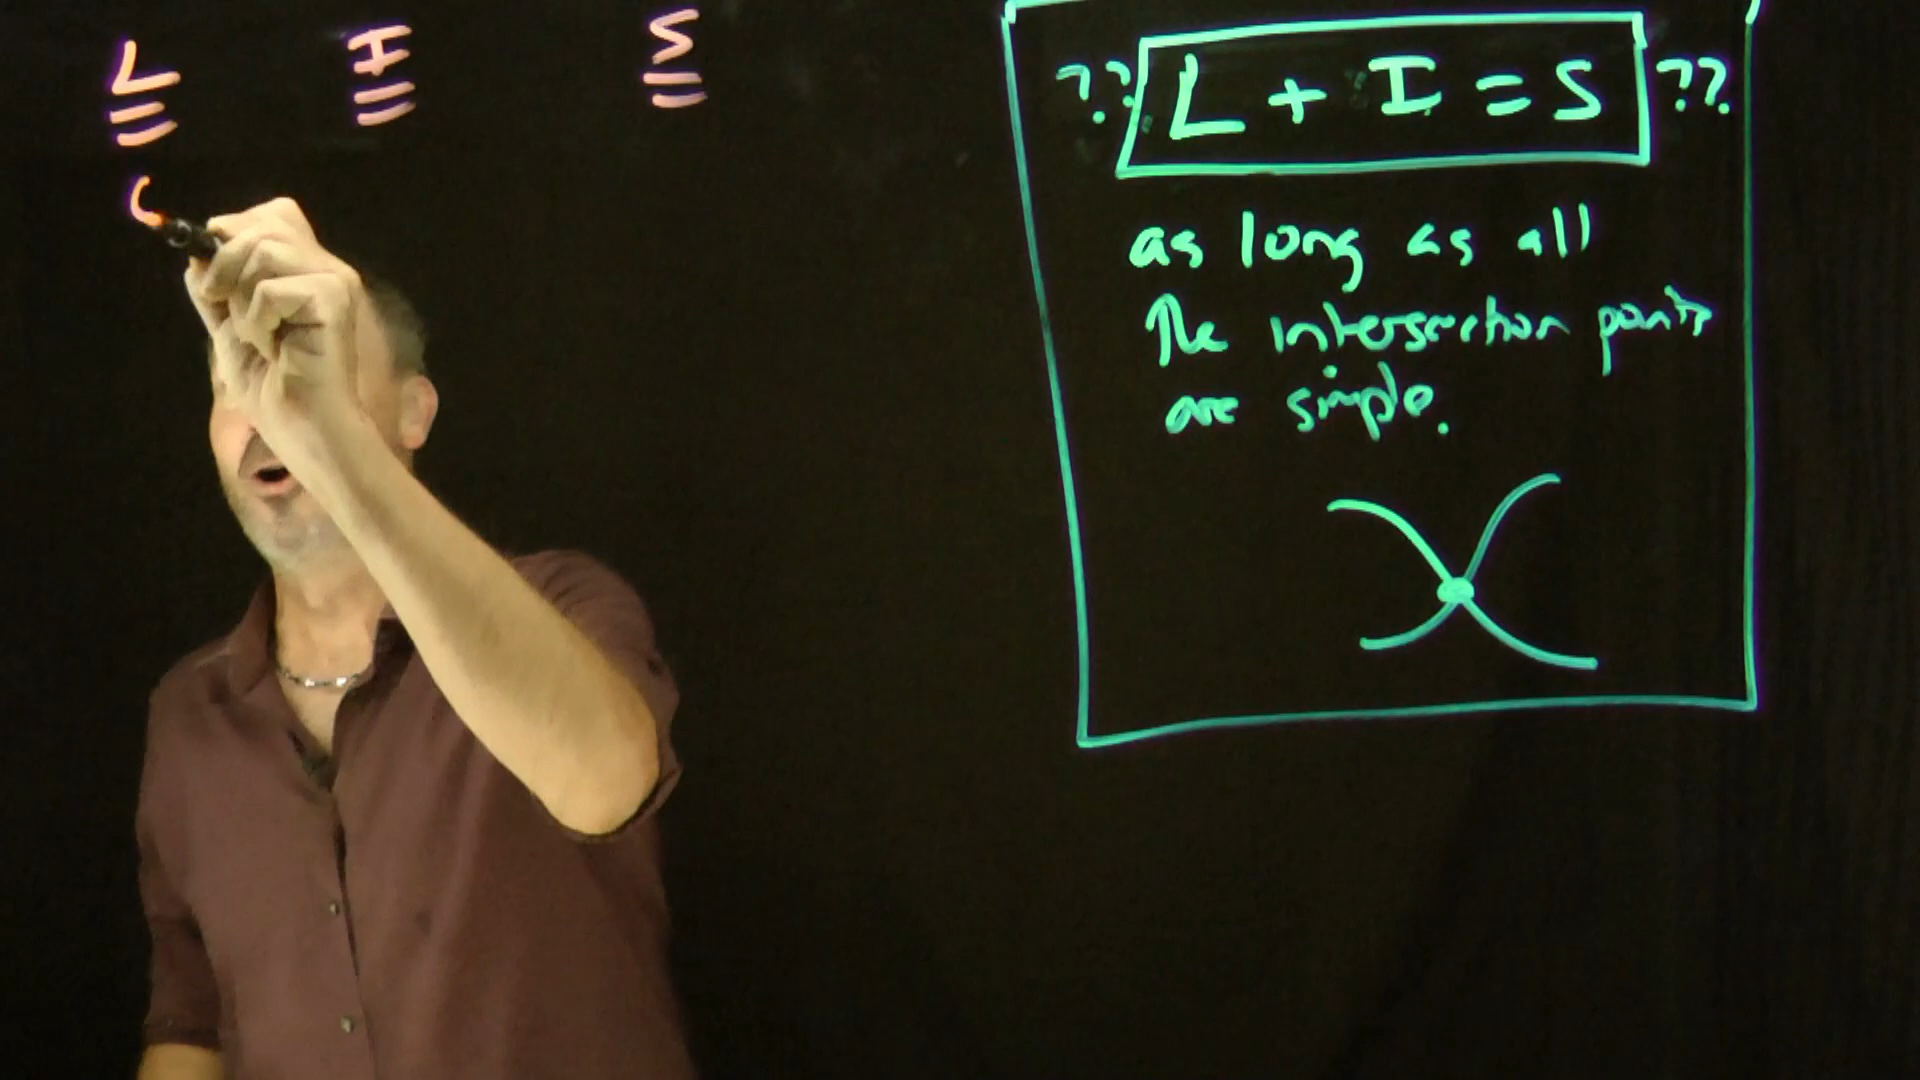 L I S
?? L + I = S ??
as long as all
the intersection points
are simple.